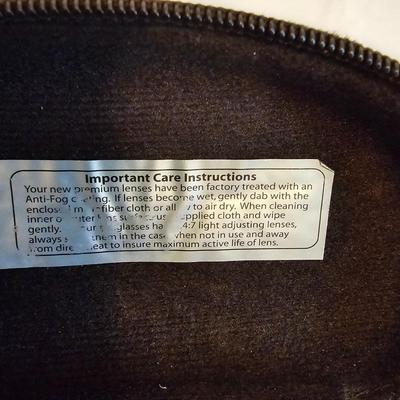 Important Care Instructions
Your new premium lenses have been factory treated with an
Anti-Fog coating. If lenses become wet, gently dab with the
enclosed microfiber cloth or allow to air dry. When cleaning
inner or outer lens surface use supplied cloth and wipe
gently. your glasses have 24:7 light adjusting lenses,
always them in the case when not in use and away
from direct heat to insure maximum active life of lens.